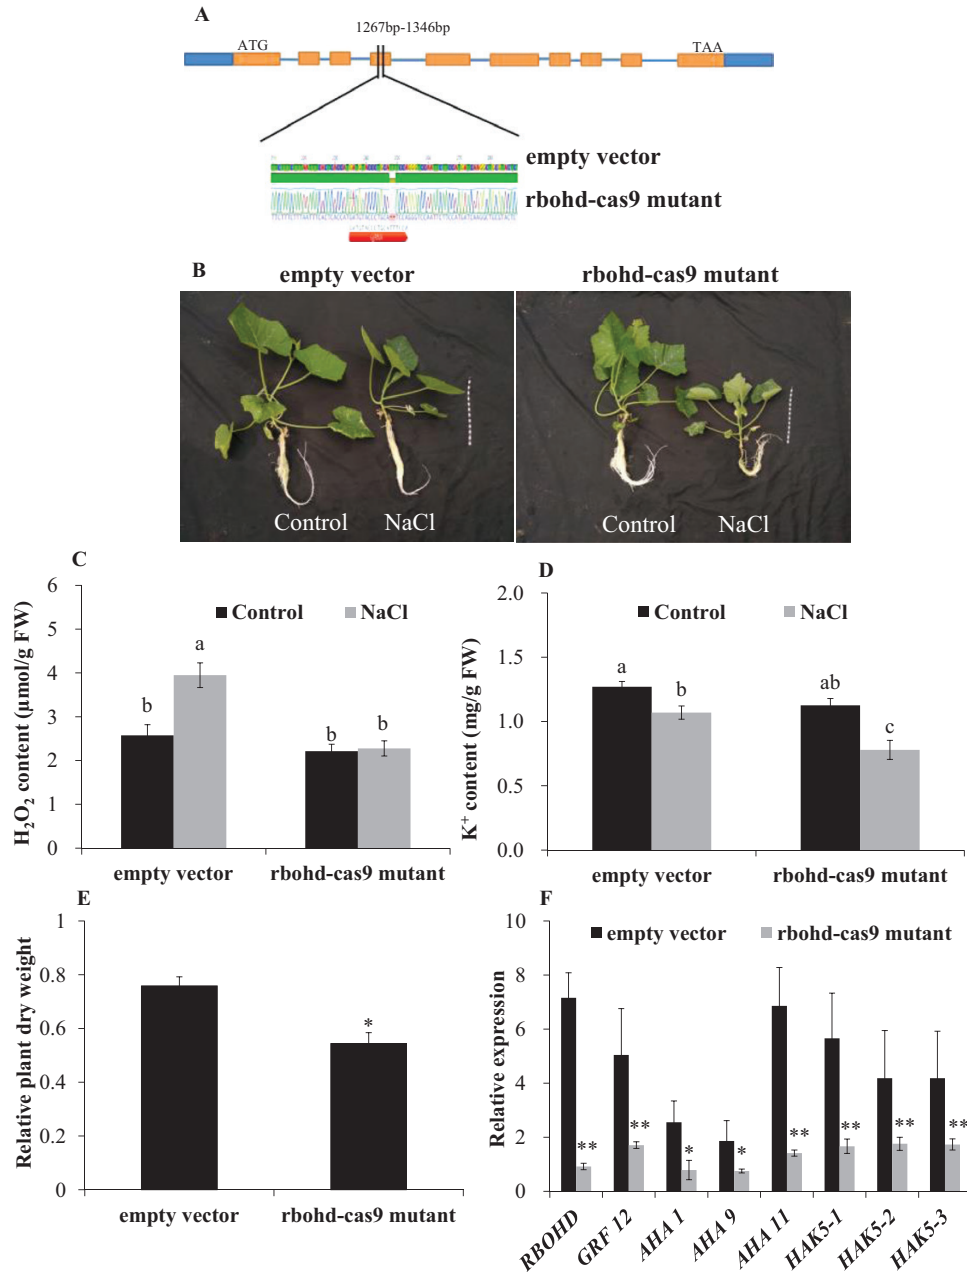 A
1267bp-1346bp
ATG
TAA
empty vector
rbohd-cas9 mutant
B
empty vector
rbohd-cas9 mutant
Control
NaCl
Control
NaCl
C
H₂O₂ content (µmol/g FW)
6
5
4
3
2
1
0
Control
NaCl
b
a
b
b
empty vector
rbohd-cas9 mutant
D
K⁺ content (mg/g FW)
2.0
1.5
1.0
0.5
0.0
Control
NaCl
a
b
ab
c
empty vector
rbohd-cas9 mutant
E
Relative plant dry weight
1
0.8
0.6
0.4
0.2
0
*
empty vector
rbohd-cas9 mutant
F
Relative expression
10
8
6
4
2
0
empty vector
rbohd-cas9 mutant
**
**
*
*
**
**
**
**
RBOHD
GRF 12
AHA 1
AHA 9
AHA 11
HAK5-1
HAK5-2
HAK5-3